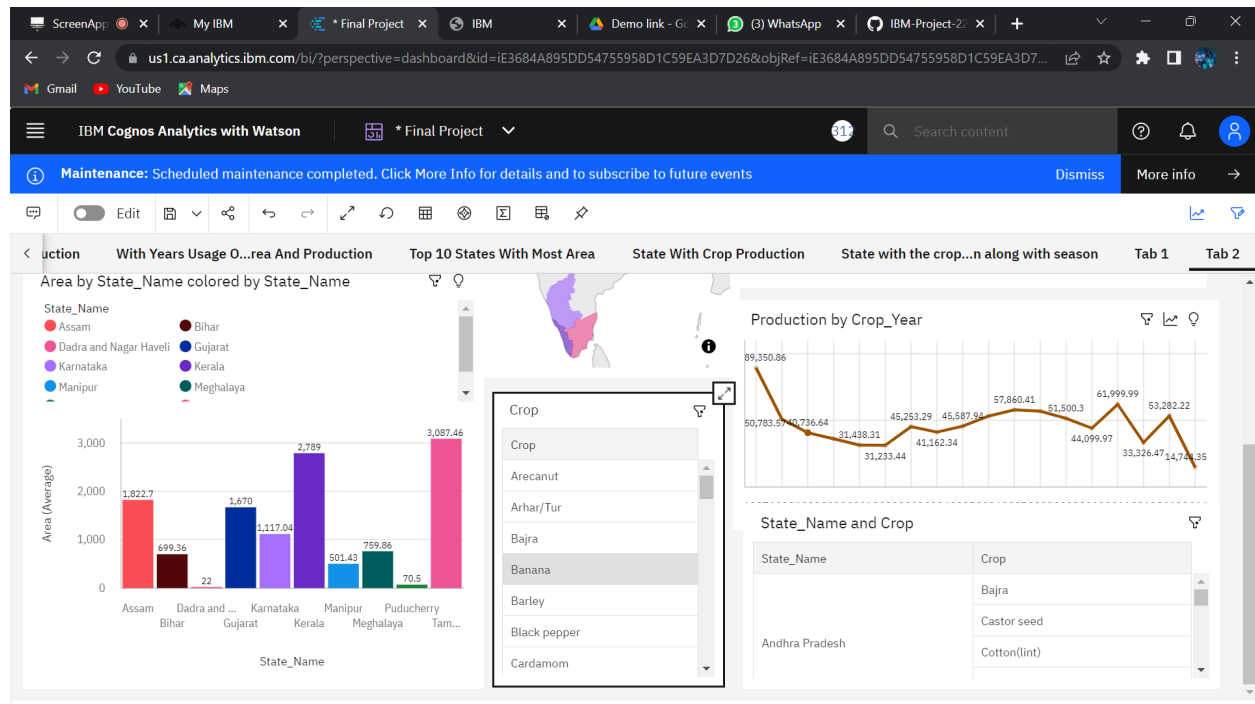 ScreenApp
My IBM
* Final Project
IBM
Demo link - Go
(3) WhatsApp
IBM-Project-22
us1.ca.analytics.ibm.com/bi/?perspective=dashboard&id=iE3684A895DD54755958D1C59EA3D7D26&objRef=iE3684A895DD54755958D1C59EA3D7...
Gmail YouTube Maps
IBM Cognos Analytics with Watson
* Final Project
312
Search content
Maintenance: Scheduled maintenance completed. Click More Info for details and to subscribe to future events
Dismiss
More info
Edit
uction
With Years Usage O...rea And Production
Top 10 States With Most Area
State With Crop Production
State with the crop...n along with season
Tab 1
Tab 2
Area by State_Name colored by State_Name
State_Name
Assam Bihar
Dadra and Nagar Haveli Gujarat
Karnataka Kerala
Manipur Meghalaya
Area (Average)
3,000
2,000
1,000
0
1,822.7
699.36
22
1,670
1,117.04
2,789
501.43
759.86
70.5
3,087.46
Assam Dadra and ... Karnataka Manipur Puducherry
Bihar Gujarat Kerala Meghalaya Tam...
State_Name
Crop
Crop
Arecanut
Arhar/Tur
Bajra
Banana
Barley
Black pepper
Cardamom
Production by Crop_Year
89,350.86
50,783.57
40,736.64
31,438.31
31,233.44
45,253.29
41,162.34
45,587.94
57,860.41
51,500.3
44,099.97
61,999.99
33,326.47
53,282.22
14,744.35
State_Name and Crop
State_Name Crop
Andhra Pradesh
Bajra
Castor seed
Cotton(lint)